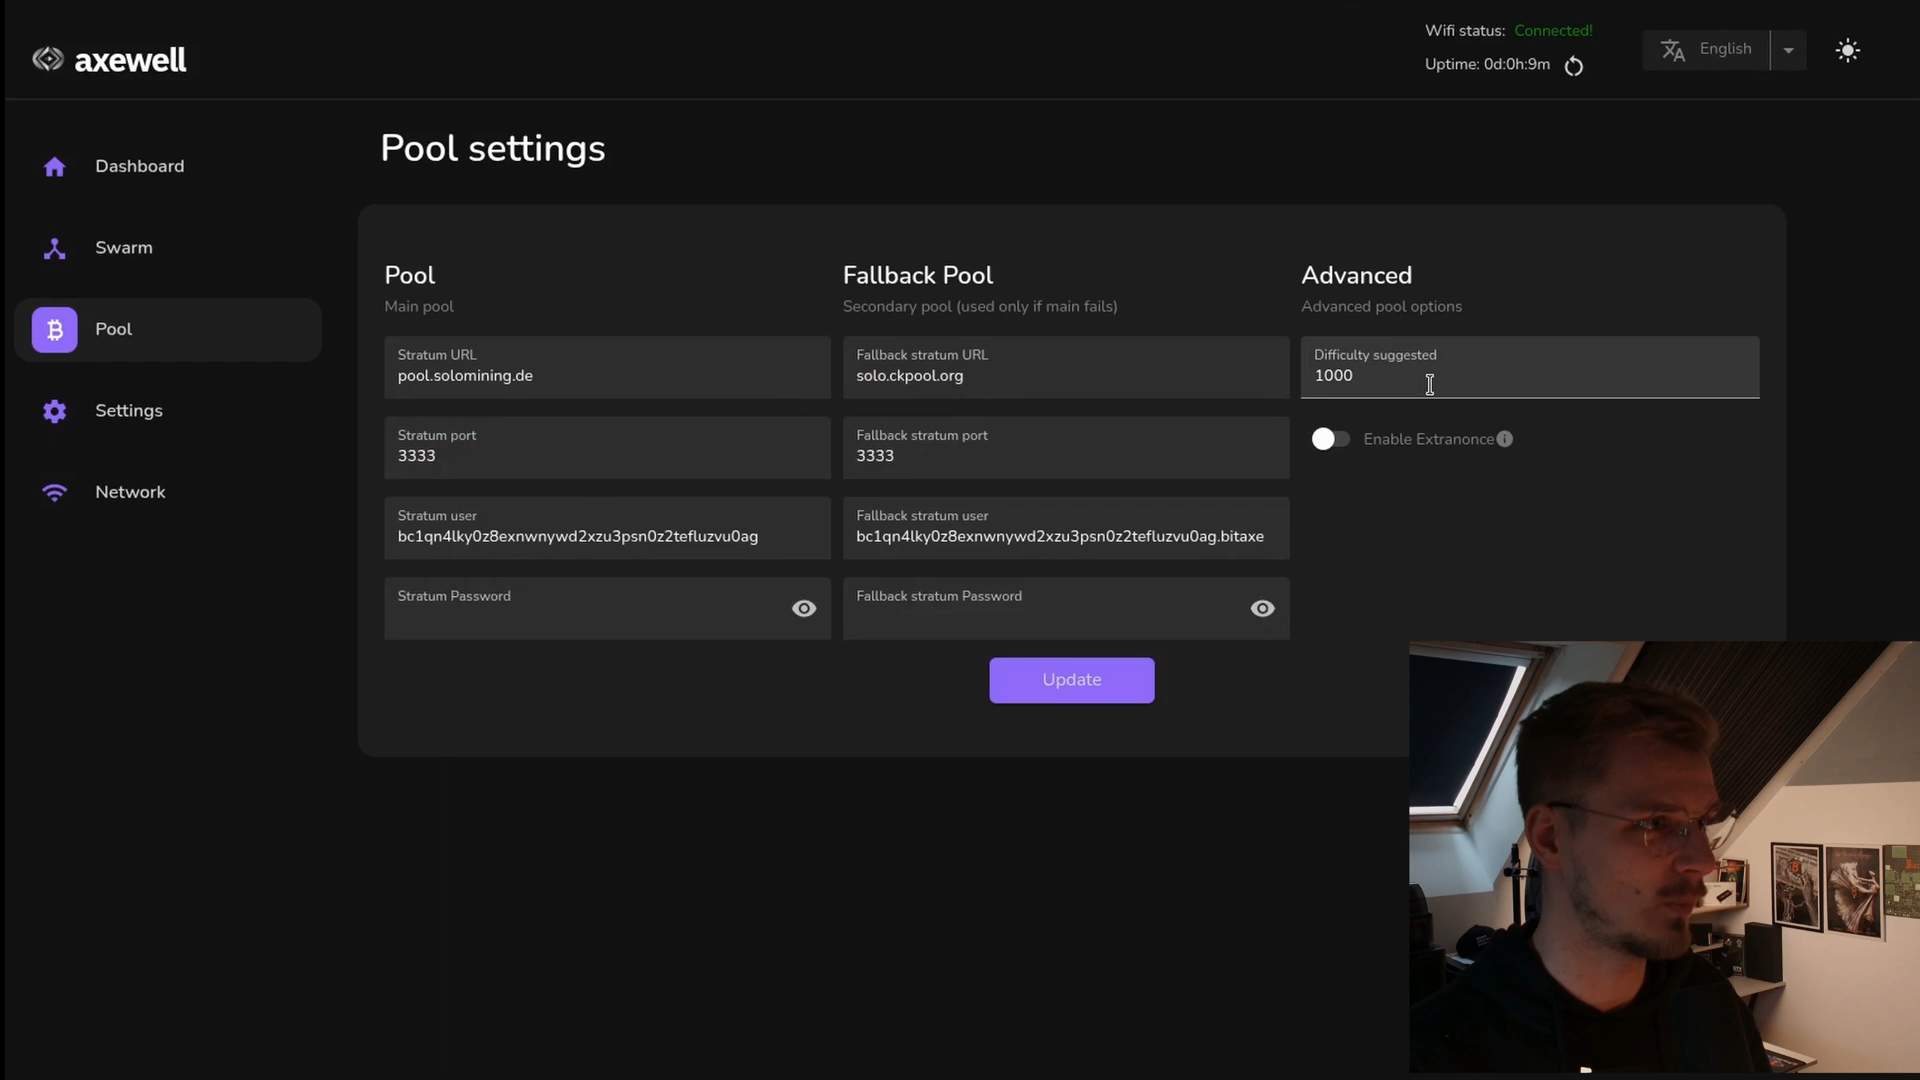 axewell
Wifi status: Connected!
Uptime: 0d:0h:9m
English
Dashboard
Swarm
Pool
Settings
Network
Pool settings
Pool
Main pool
Stratum URL
pool.solomining.de
Stratum port
3333
Stratum user
bc1qn4lky0z8exnwnywd2xzu3psn0z2tefluzvu0ag
Stratum Password
Fallback Pool
Secondary pool (used only if main fails)
Fallback stratum URL
solo.ckpool.org
Fallback stratum port
3333
Fallback stratum user
bc1qn4lky0z8exnwnywd2xzu3psn0z2tefluzvu0ag.bitaxe
Fallback stratum Password
Advanced
Advanced pool options
Difficulty suggested
1000
Enable Extranonce
Update